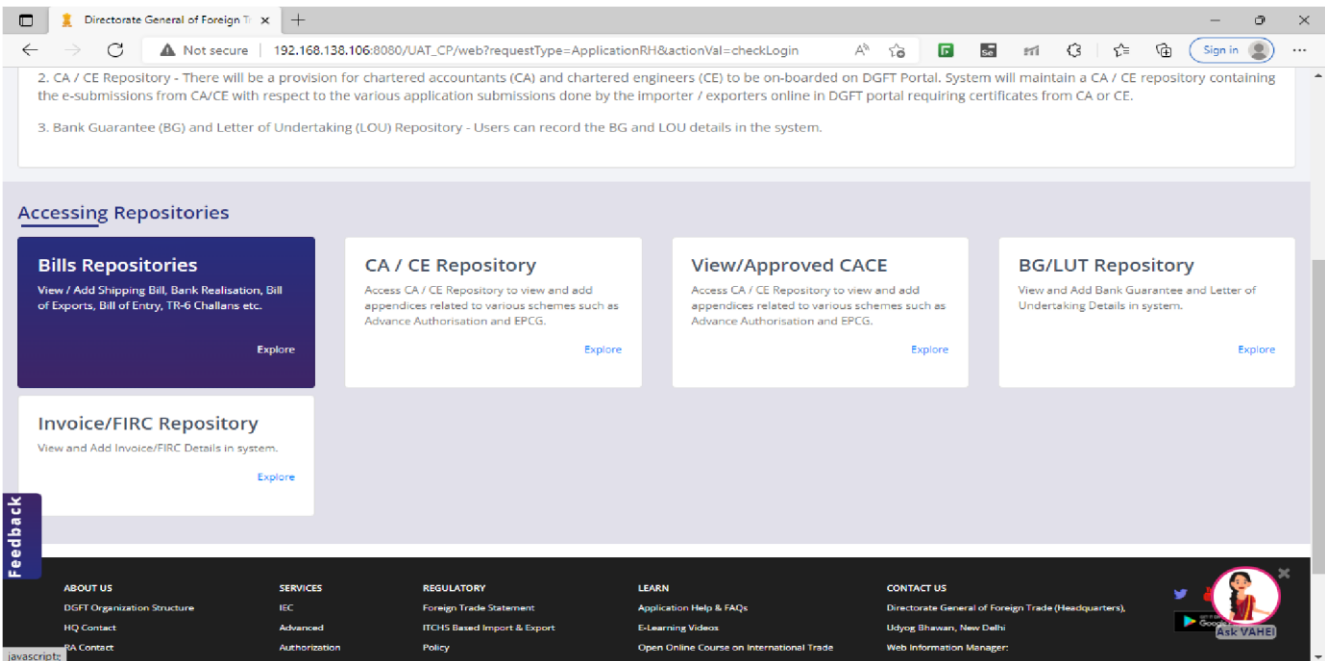 Directorate General of Foreign T
Not secure | 192.168.138.106:8080/UAT_CP/web?requestType=ApplicationRH&actionVal=checkLogin
Sign in
2. CA / CE Repository - There will be a provision for chartered accountants (CA) and chartered engineers (CE) to be on-boarded on DGFT Portal. System will maintain a CA / CE repository containing
the e-submissions from CA/CE with respect to the various application submissions done by the importer / exporters online in DGFT portal requiring certificates from CA or CE.
3. Bank Guarantee (BG) and Letter of Undertaking (LOU) Repository - Users can record the BG and LOU details in the system.
Accessing Repositories
Bills Repositories
View / Add Shipping Bill, Bank Realisation, Bill
of Exports, Bill of Entry, TR-6 Challans etc.
Explore
CA / CE Repository
Access CA / CE Repository to view and add
appendices related to various schemes such as
Advance Authorisation and EPCG.
Explore
View/Approved CACE
Access CA / CE Repository to view and add
appendices related to various schemes such as
Advance Authorisation and EPCG.
Explore
BG/LUT Repository
View and Add Bank Guarantee and Letter of
Undertaking Details in system.
Explore
Invoice/FIRC Repository
View and Add Invoice/FIRC Details in system.
Explore
Feedback
ABOUT US
DGFT Organization Structure
HQ Contact
RA Contact
SERVICES
IEC
Advanced
Authorization
REGULATORY
Foreign Trade Statement
ITCHS Based Import & Export
Policy
LEARN
Application Help & FAQs
E-Learning Videos
Open Online Course on International Trade
CONTACT US
Directorate General of Foreign Trade (Headquarters),
Udyog Bhawan, New Delhi
Web Information Manager:
Ask VAHEI
javascript: